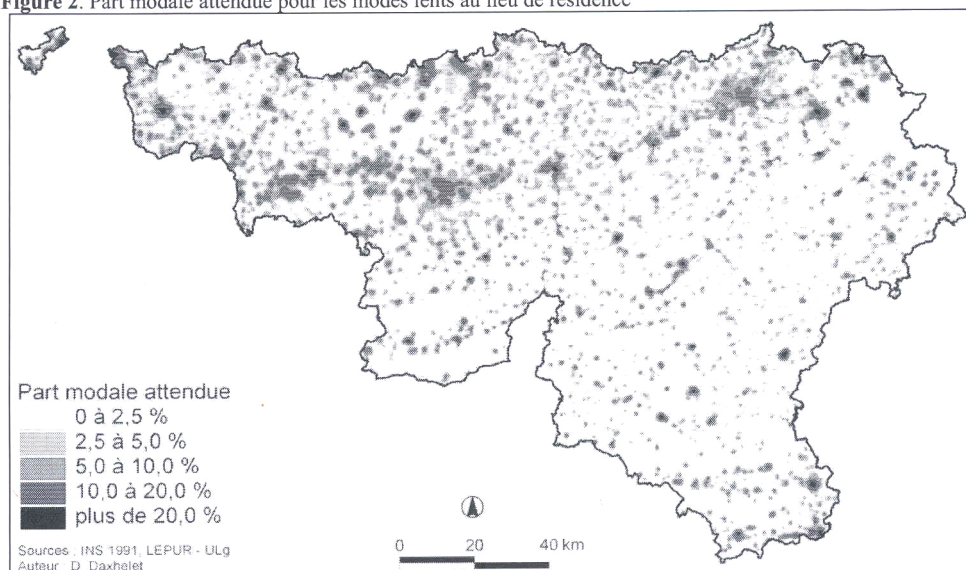 Figure 2. Part modale attendue pour les modes lents au lieu de résidence
Part modale attendue
0 à 2,5 %
2,5 à 5,0 %
5,0 à 10,0 %
10,0 à 20,0 %
plus de 20,0 %
Sources : INS 1991, LEPUR - ULg
Auteur : D. Daxhelet
0 20 40 km